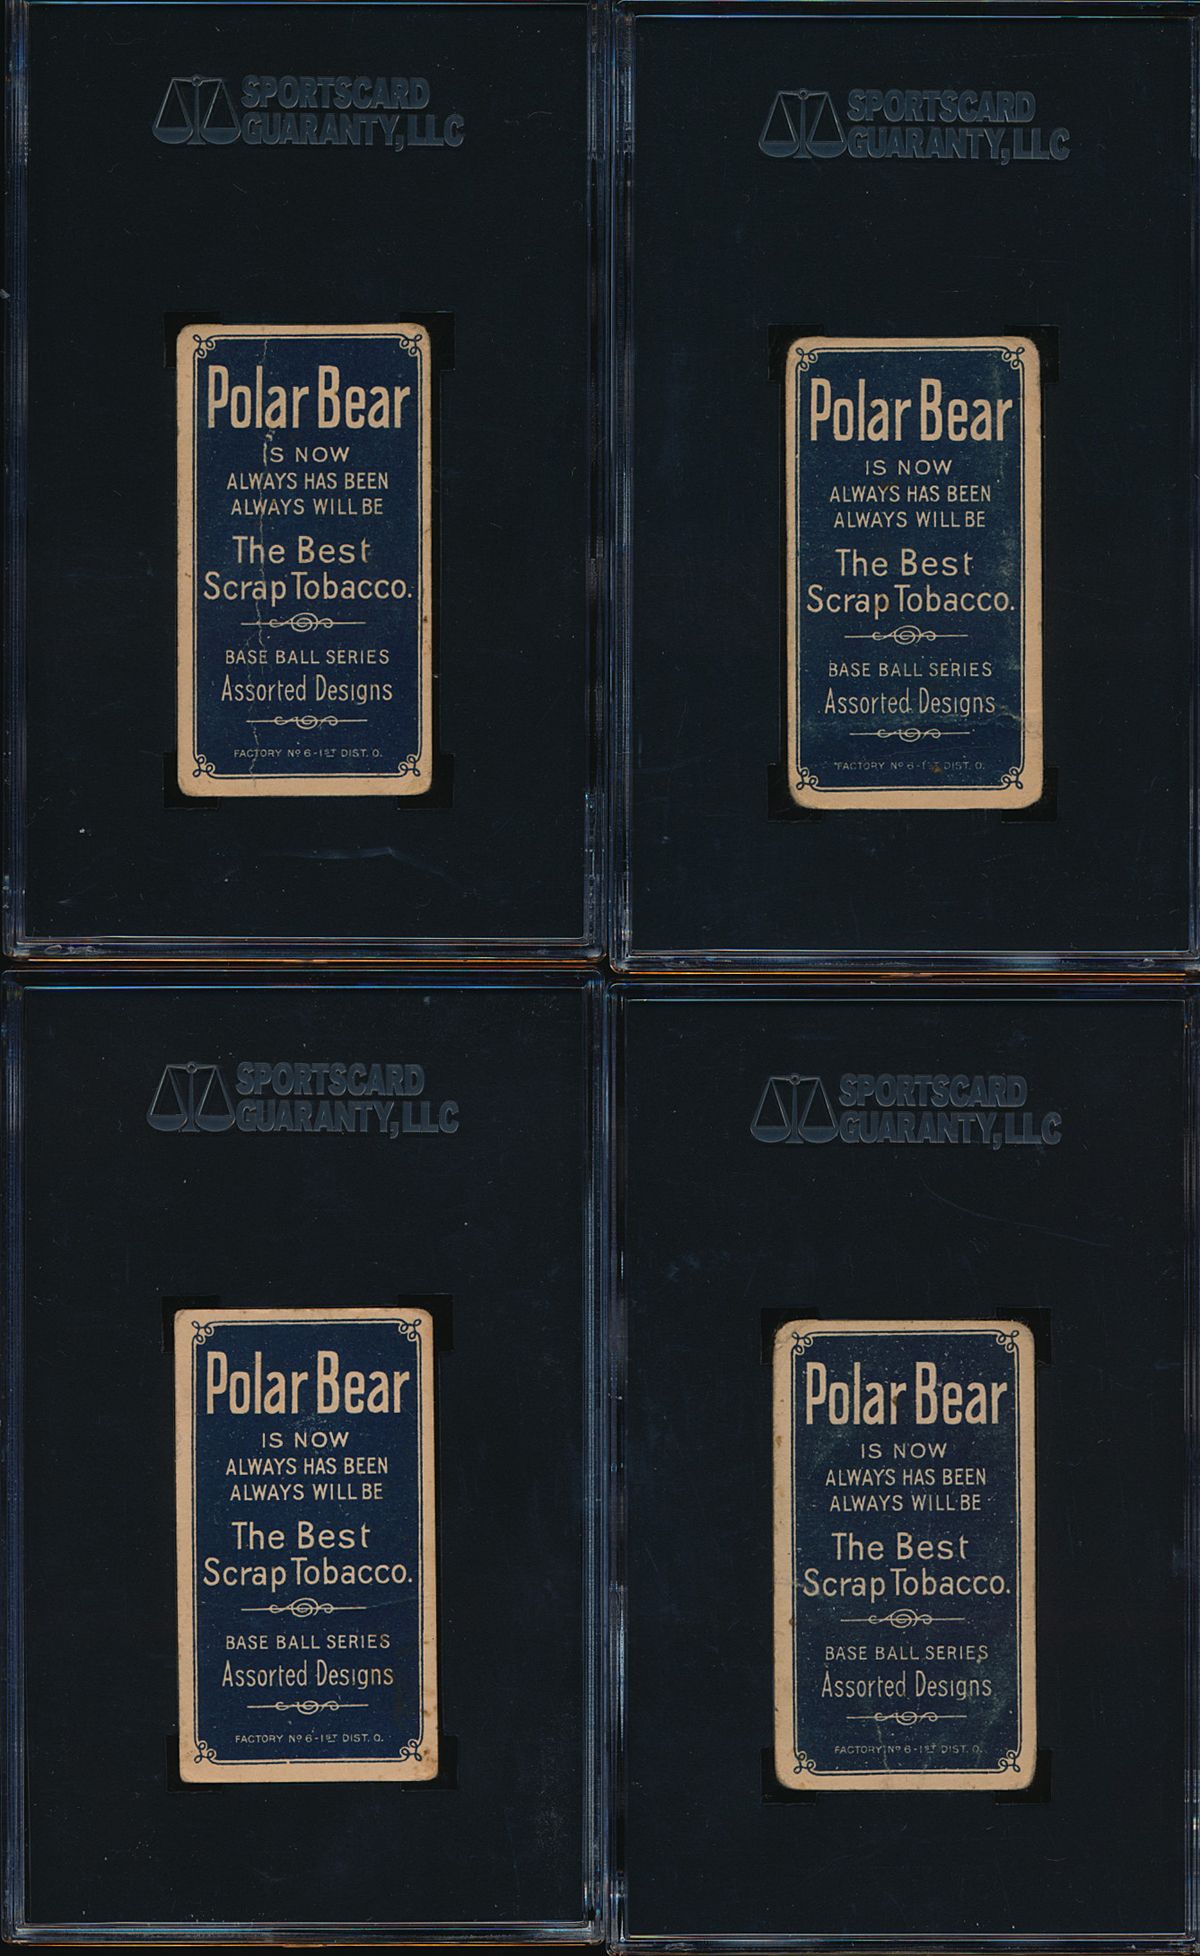 SPORTSCARD
GUARANTY, LLC
Polar Bear
IS NOW
ALWAYS HAS BEEN
ALWAYS WILL BE
The Best
Scrap Tobacco.
BASE BALL SERIES
Assorted Designs
FACTORY Nº 6 - 1ST DIST. O.
SPORTSCARD
GUARANTY, LLC
Polar Bear
IS NOW
ALWAYS HAS BEEN
ALWAYS WILL BE
The Best
Scrap Tobacco.
BASE BALL SERIES
Assorted Designs
FACTORY Nº 6 - 1ST DIST. O.
SPORTSCARD
GUARANTY, LLC
Polar Bear
IS NOW
ALWAYS HAS BEEN
ALWAYS WILL BE
The Best
Scrap Tobacco.
BASE BALL SERIES
Assorted Designs
FACTORY Nº 6 - 1ST DIST. O.
SPORTSCARD
GUARANTY, LLC
Polar Bear
IS NOW
ALWAYS HAS BEEN
ALWAYS WILL BE
The Best
Scrap Tobacco.
BASE BALL SERIES
Assorted Designs
FACTORY Nº 6 - 1ST DIST. O.